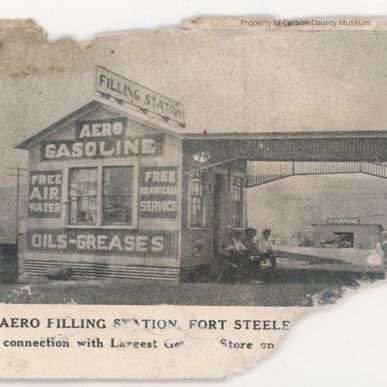 Property of Carbon County Museum
FILLING STATION
AERO
GASOLINE
FREE
AIR
WATER
FREE
CRANKCASE
SERVICE
OILS-GREASES
GARAGE
AERO FILLING STATION, FORT STEELE
connection with Largest Store on